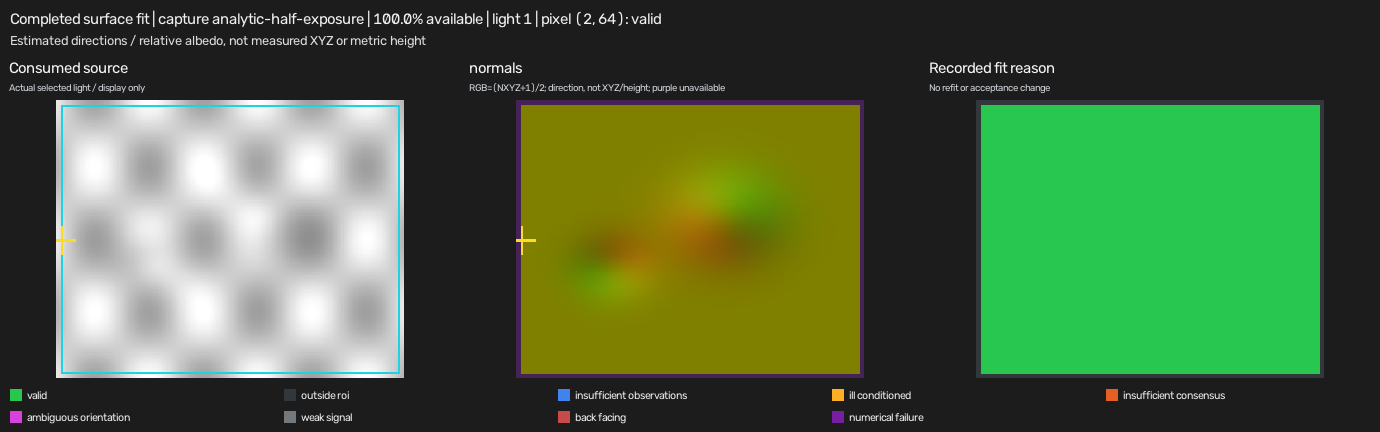 Completed surface fit | capture analytic-half-exposure | 100.0% available | light 1 | pixel (2, 64): valid
Estimated directions / relative albedo, not measured XYZ or metric height
Consumed source
Actual selected light / display only
normals
RGB=(NXYZ+1)/2; direction, not XYZ/height; purple unavailable
Recorded fit reason
No refit or acceptance change
valid
outside roi
insufficient observations
ill conditioned
insufficient consensus
ambiguous orientation
weak signal
back facing
numerical failure